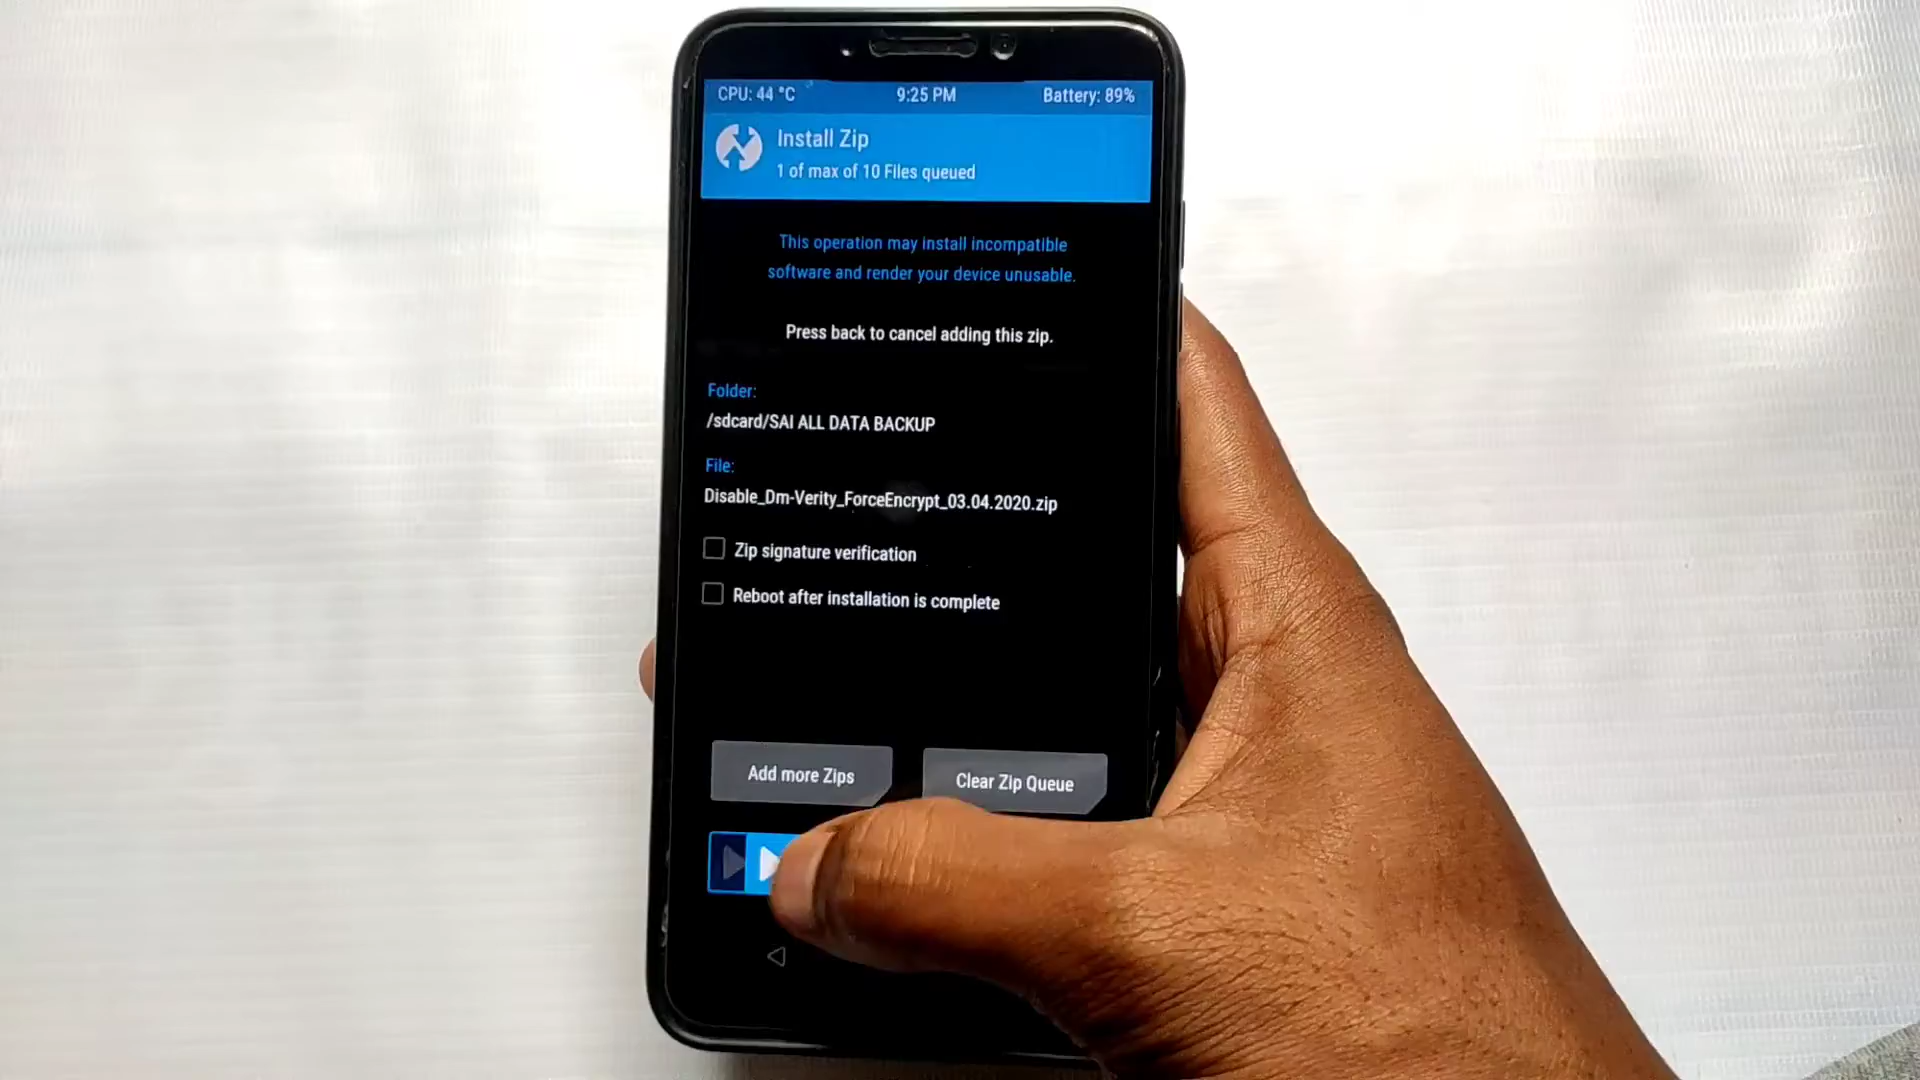 CPU: 44 °C 9:25 PM Battery: 89%
Install Zip
1 of max of 10 Files queued
This operation may install incompatible
software and render your device unusable.
Press back to cancel adding this zip.
Folder:
/sdcard/SAI ALL DATA BACKUP
File:
Disable_Dm-Verity_ForceEncrypt_03.04.2020.zip
Zip signature verification
Reboot after installation is complete
Add more Zips Clear Zip Queue